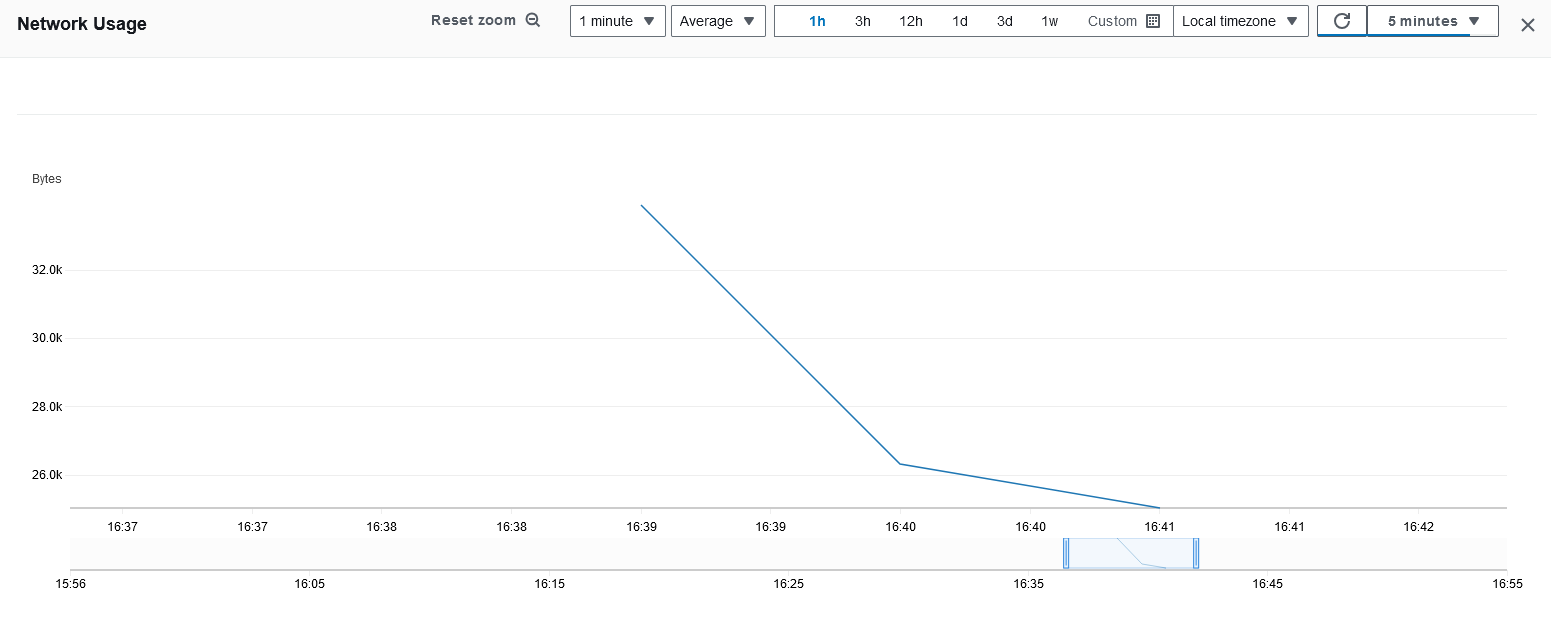 Network Usage
Reset zoom
1 minute
Average
1h 3h 12h 1d 3d 1w Custom
Local timezone
5 minutes
Bytes
32.0k
30.0k
28.0k
26.0k
16:37 16:37 16:38 16:38 16:39 16:39 16:40 16:40 16:41 16:41 16:42
15:56 16:05 16:15 16:25 16:35 16:45 16:55